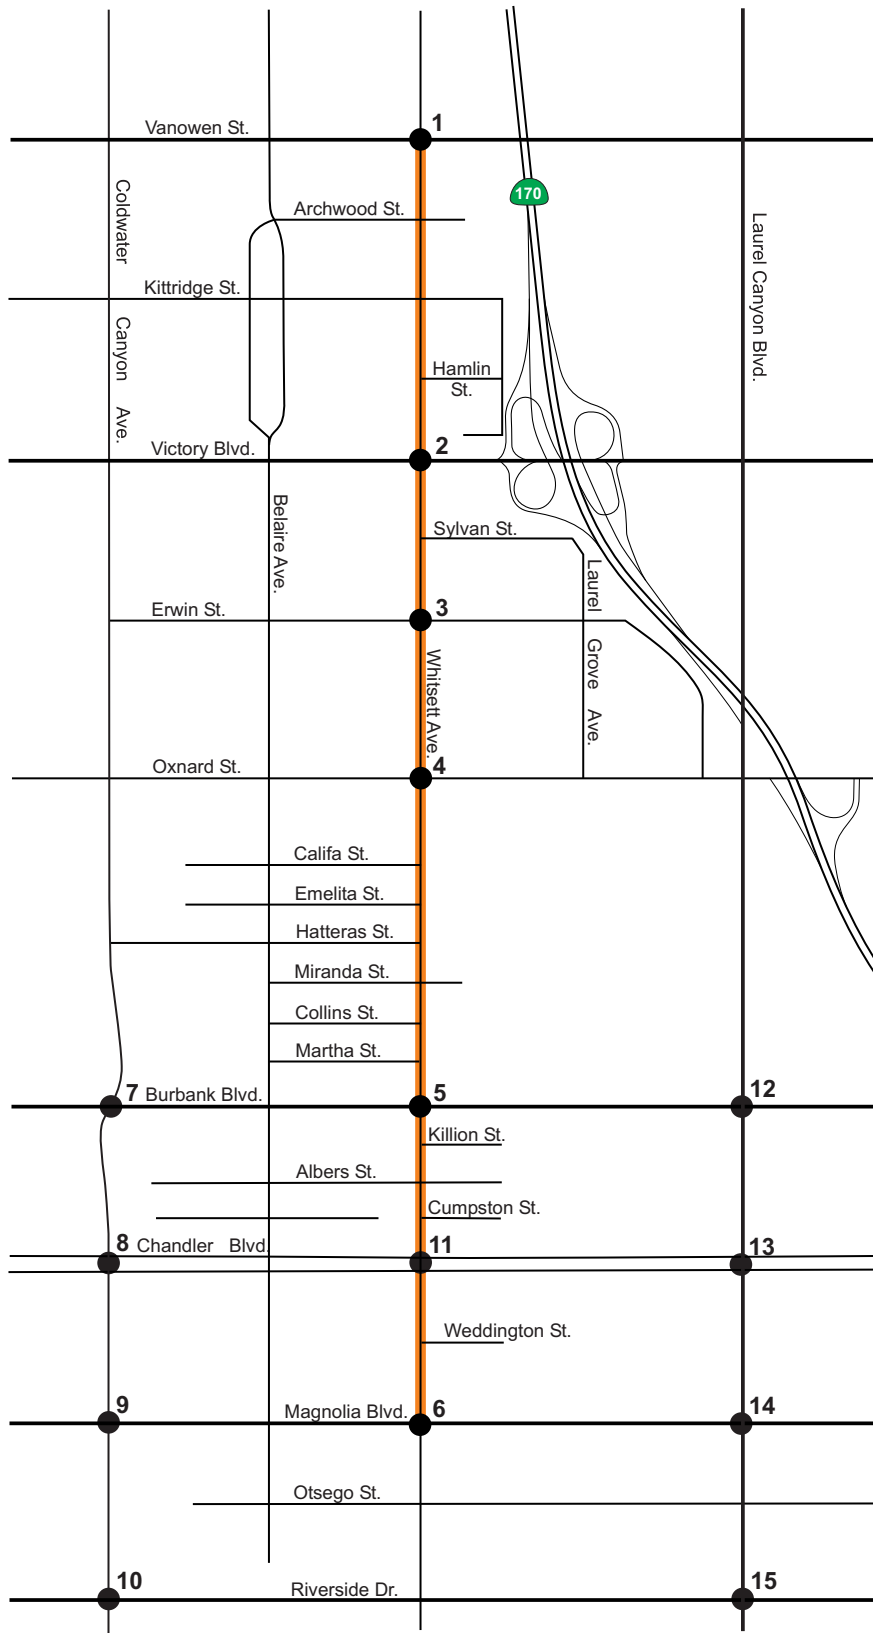 1
Vanowen St.
170
Coldwater Canyon Ave.
Archwood St.
Laurel Canyon Blvd.
Kittridge St.
Hamlin
St.
2
Victory Blvd.
Belaire Ave.
Sylvan St.
Laurel Grove Ave.
3
Erwin St.
Whitsett Ave.
4
Oxnard St.
Califa St.
Emelita St.
Hatteras St.
Miranda St.
Collins St.
Martha St.
7 Burbank Blvd.
5
12
Killion St.
Albers St.
Cumpston St.
8 Chandler Blvd.
11
13
Weddington St.
9
Magnolia Blvd.
6
14
Otsego St.
10
Riverside Dr.
15